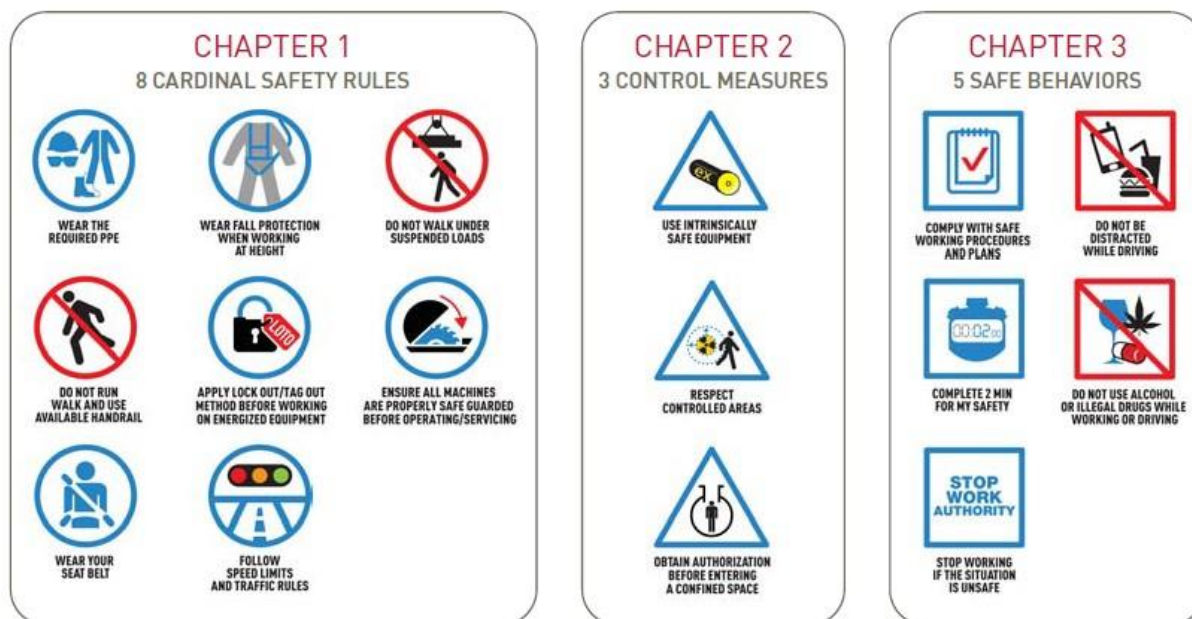 CHAPTER 1
8 CARDINAL SAFETY RULES
WEAR THE
REQUIRED PPE
WEAR FALL PROTECTION
WHEN WORKING
AT HEIGHT
DO NOT WALK UNDER
SUSPENDED LOADS
DO NOT RUN
WALK AND USE
AVAILABLE HANDRAIL
LOTO
APPLY LOCK OUT/TAG OUT
METHOD BEFORE WORKING
ON ENERGIZED EQUIPMENT
ENSURE ALL MACHINES
ARE PROPERLY SAFE GUARDED
BEFORE OPERATING/SERVICING
WEAR YOUR
SEAT BELT
FOLLOW
SPEED LIMITS
AND TRAFFIC RULES
CHAPTER 2
3 CONTROL MEASURES
ex
USE INTRINSICALLY
SAFE EQUIPMENT
RESPECT
CONTROLLED AREAS
OBTAIN AUTHORIZATION
BEFORE ENTERING
A CONFINED SPACE
CHAPTER 3
5 SAFE BEHAVIORS
COMPLY WITH SAFE
WORKING PROCEDURES
AND PLANS
DO NOT BE
DISTRACTED
WHILE DRIVING
00:02:00
COMPLETE 2 MIN
FOR MY SAFETY
DO NOT USE ALCOHOL
OR ILLEGAL DRUGS WHILE
WORKING OR DRIVING
STOP
WORK
AUTHORITY
STOP WORKING
IF THE SITUATION
IS UNSAFE